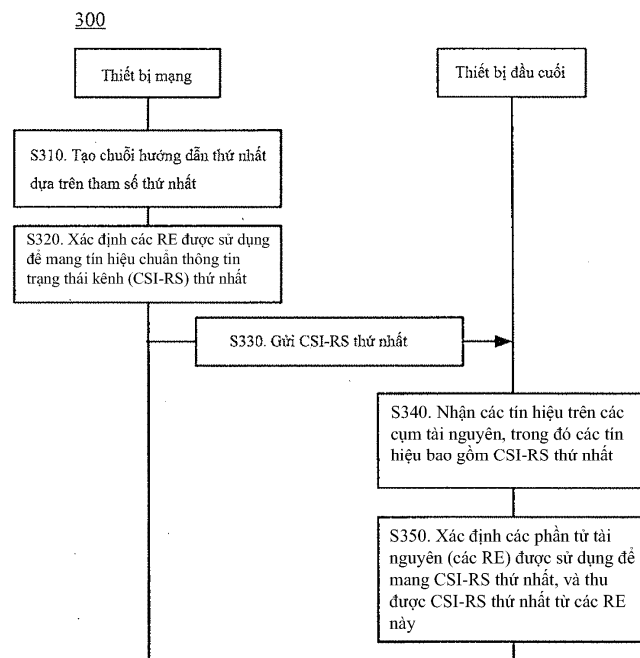 300
Thiết bị mạng
Thiết bị đầu cuối
S310. Tạo chuỗi hướng dẫn thứ nhất
dựa trên tham số thứ nhất
S320. Xác định các RE được sử dụng
để mang tín hiệu chuẩn thông tin
trạng thái kênh (CSI-RS) thứ nhất
S330. Gửi CSI-RS thứ nhất
S340. Nhận các tín hiệu trên các
cụm tài nguyên, trong đó các tín
hiệu bao gồm CSI-RS thứ nhất
S350. Xác định các phần tử tài
nguyên (các RE) được sử dụng để
mang CSI-RS thứ nhất, và thu
được CSI-RS thứ nhất từ các RE
này